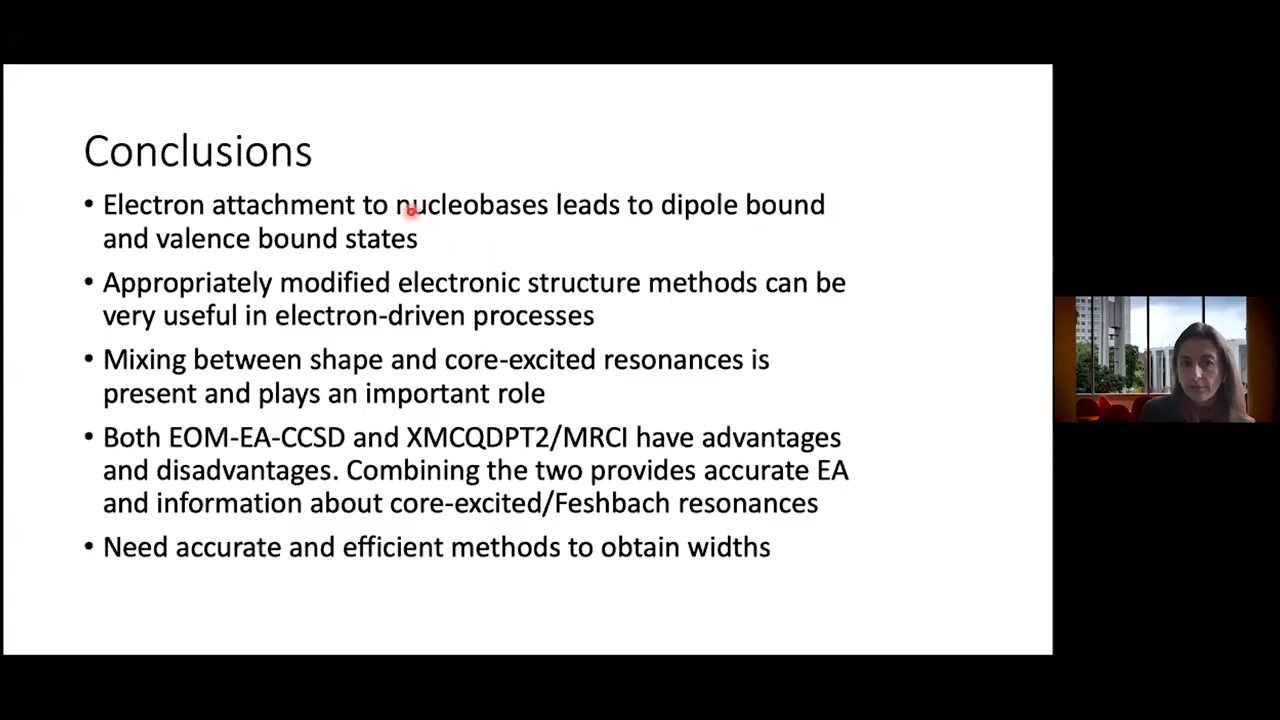 Conclusions
• Electron attachment to nucleobases leads to dipole bound
and valence bound states
• Appropriately modified electronic structure methods can be
very useful in electron-driven processes
• Mixing between shape and core-excited resonances is
present and plays an important role
• Both EOM-EA-CCSD and XMCQDPT2/MRCI have advantages
and disadvantages. Combining the two provides accurate EA
and information about core-excited/Feshbach resonances
• Need accurate and efficient methods to obtain widths